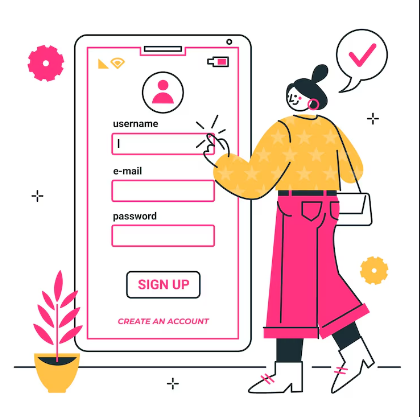 username
e-mail
password
SIGN UP
CREATE AN ACCOUNT